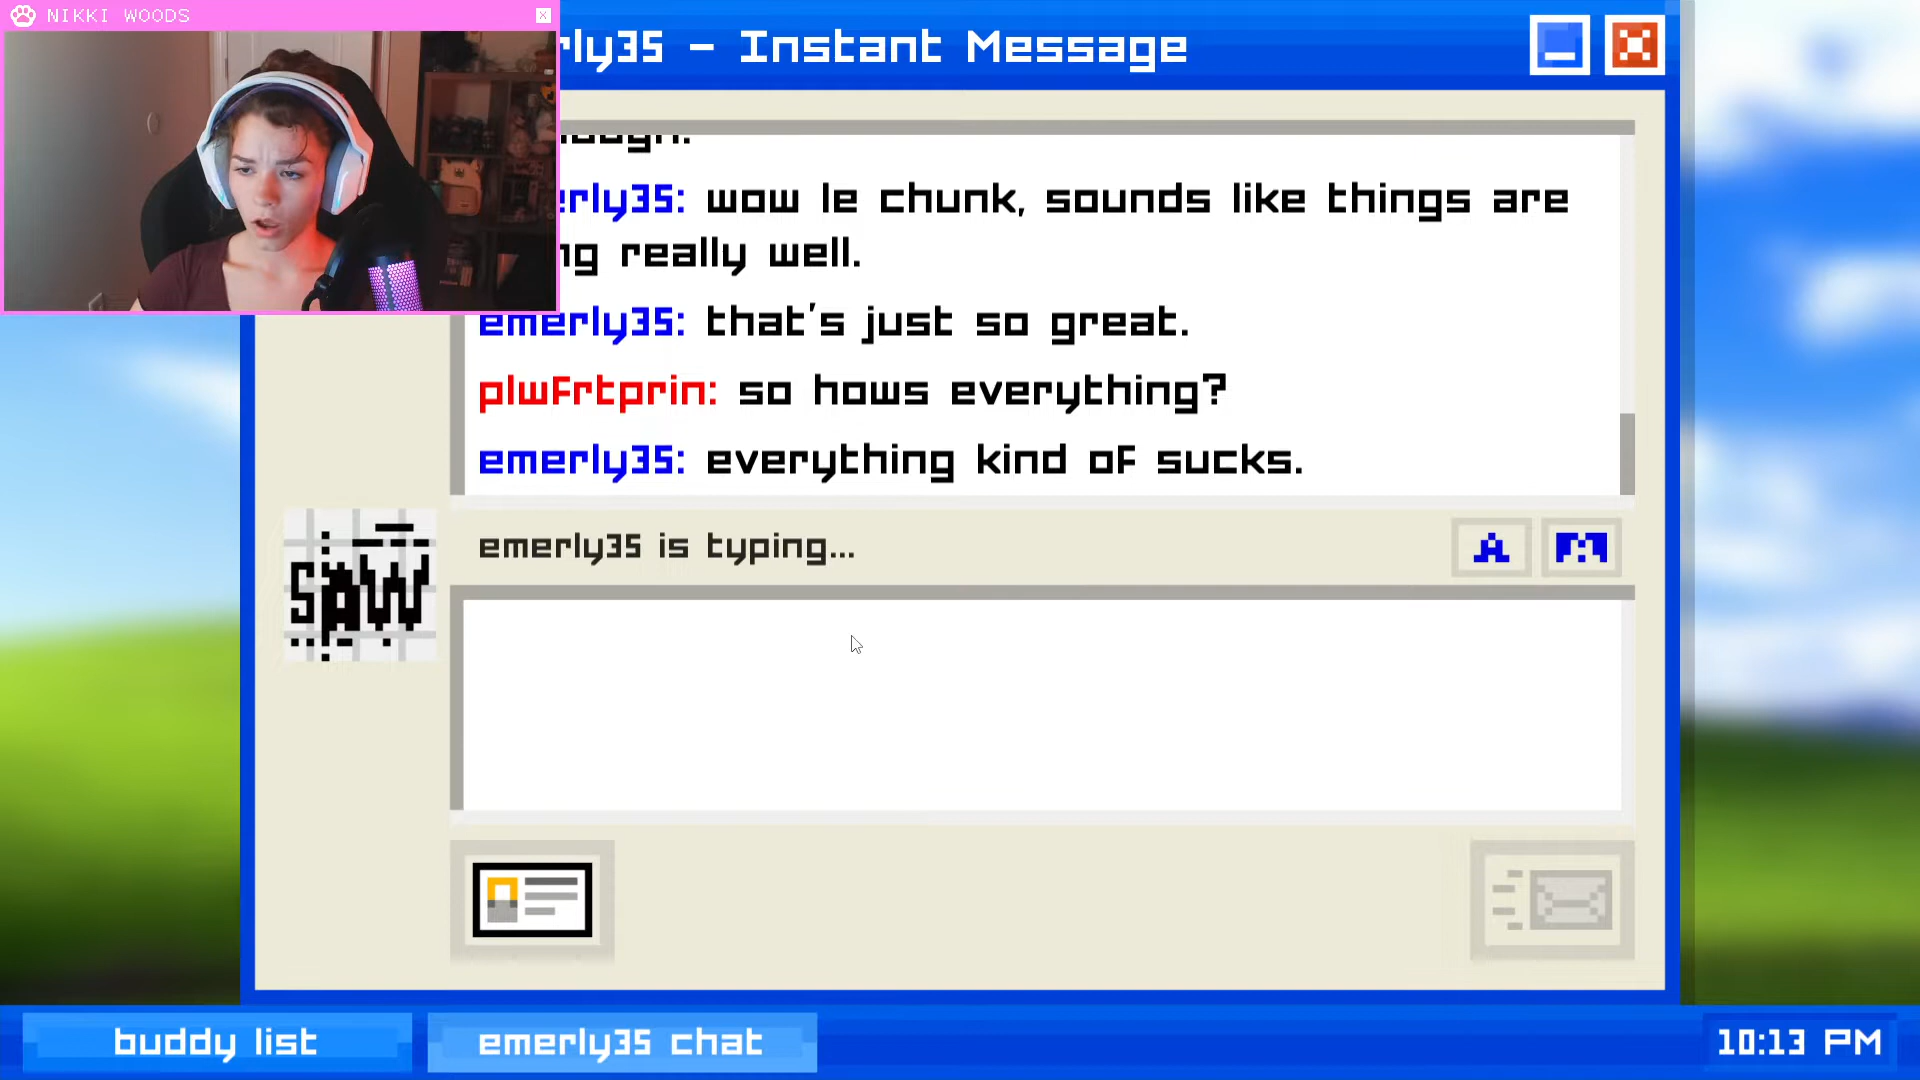 NIKKI WOODS
rly35 - Instant Message
erly35: wow le chunk, sounds like things are
ng really well.
emerly35: that's just so great.
plwfrtprin: so hows everything?
emerly35: everything kind of sucks.
emerly35 is typing...
A
SAW
buddy list
emerly35 chat
10:13 PM